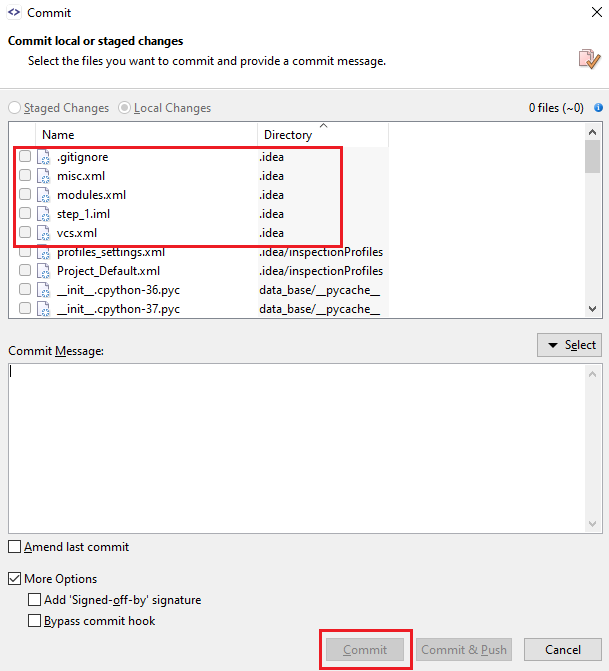 Commit
Commit local or staged changes
Select the files you want to commit and provide a commit message.
Staged Changes Local Changes 0 files (~0)
Name Directory
.gitignore .idea
misc.xml .idea
modules.xml .idea
step_1.iml .idea
vcs.xml .idea
profiles_settings.xml .idea/inspectionProfiles
Project_Default.xml .idea/inspectionProfiles
__init__.cpython-36.pyc data_base/__pycache__
__init__.cpython-37.pyc data_base/__pycache__
Commit Message: Select
Amend last commit
More Options
Add 'Signed-off-by' signature
Bypass commit hook
Commit Commit & Push Cancel